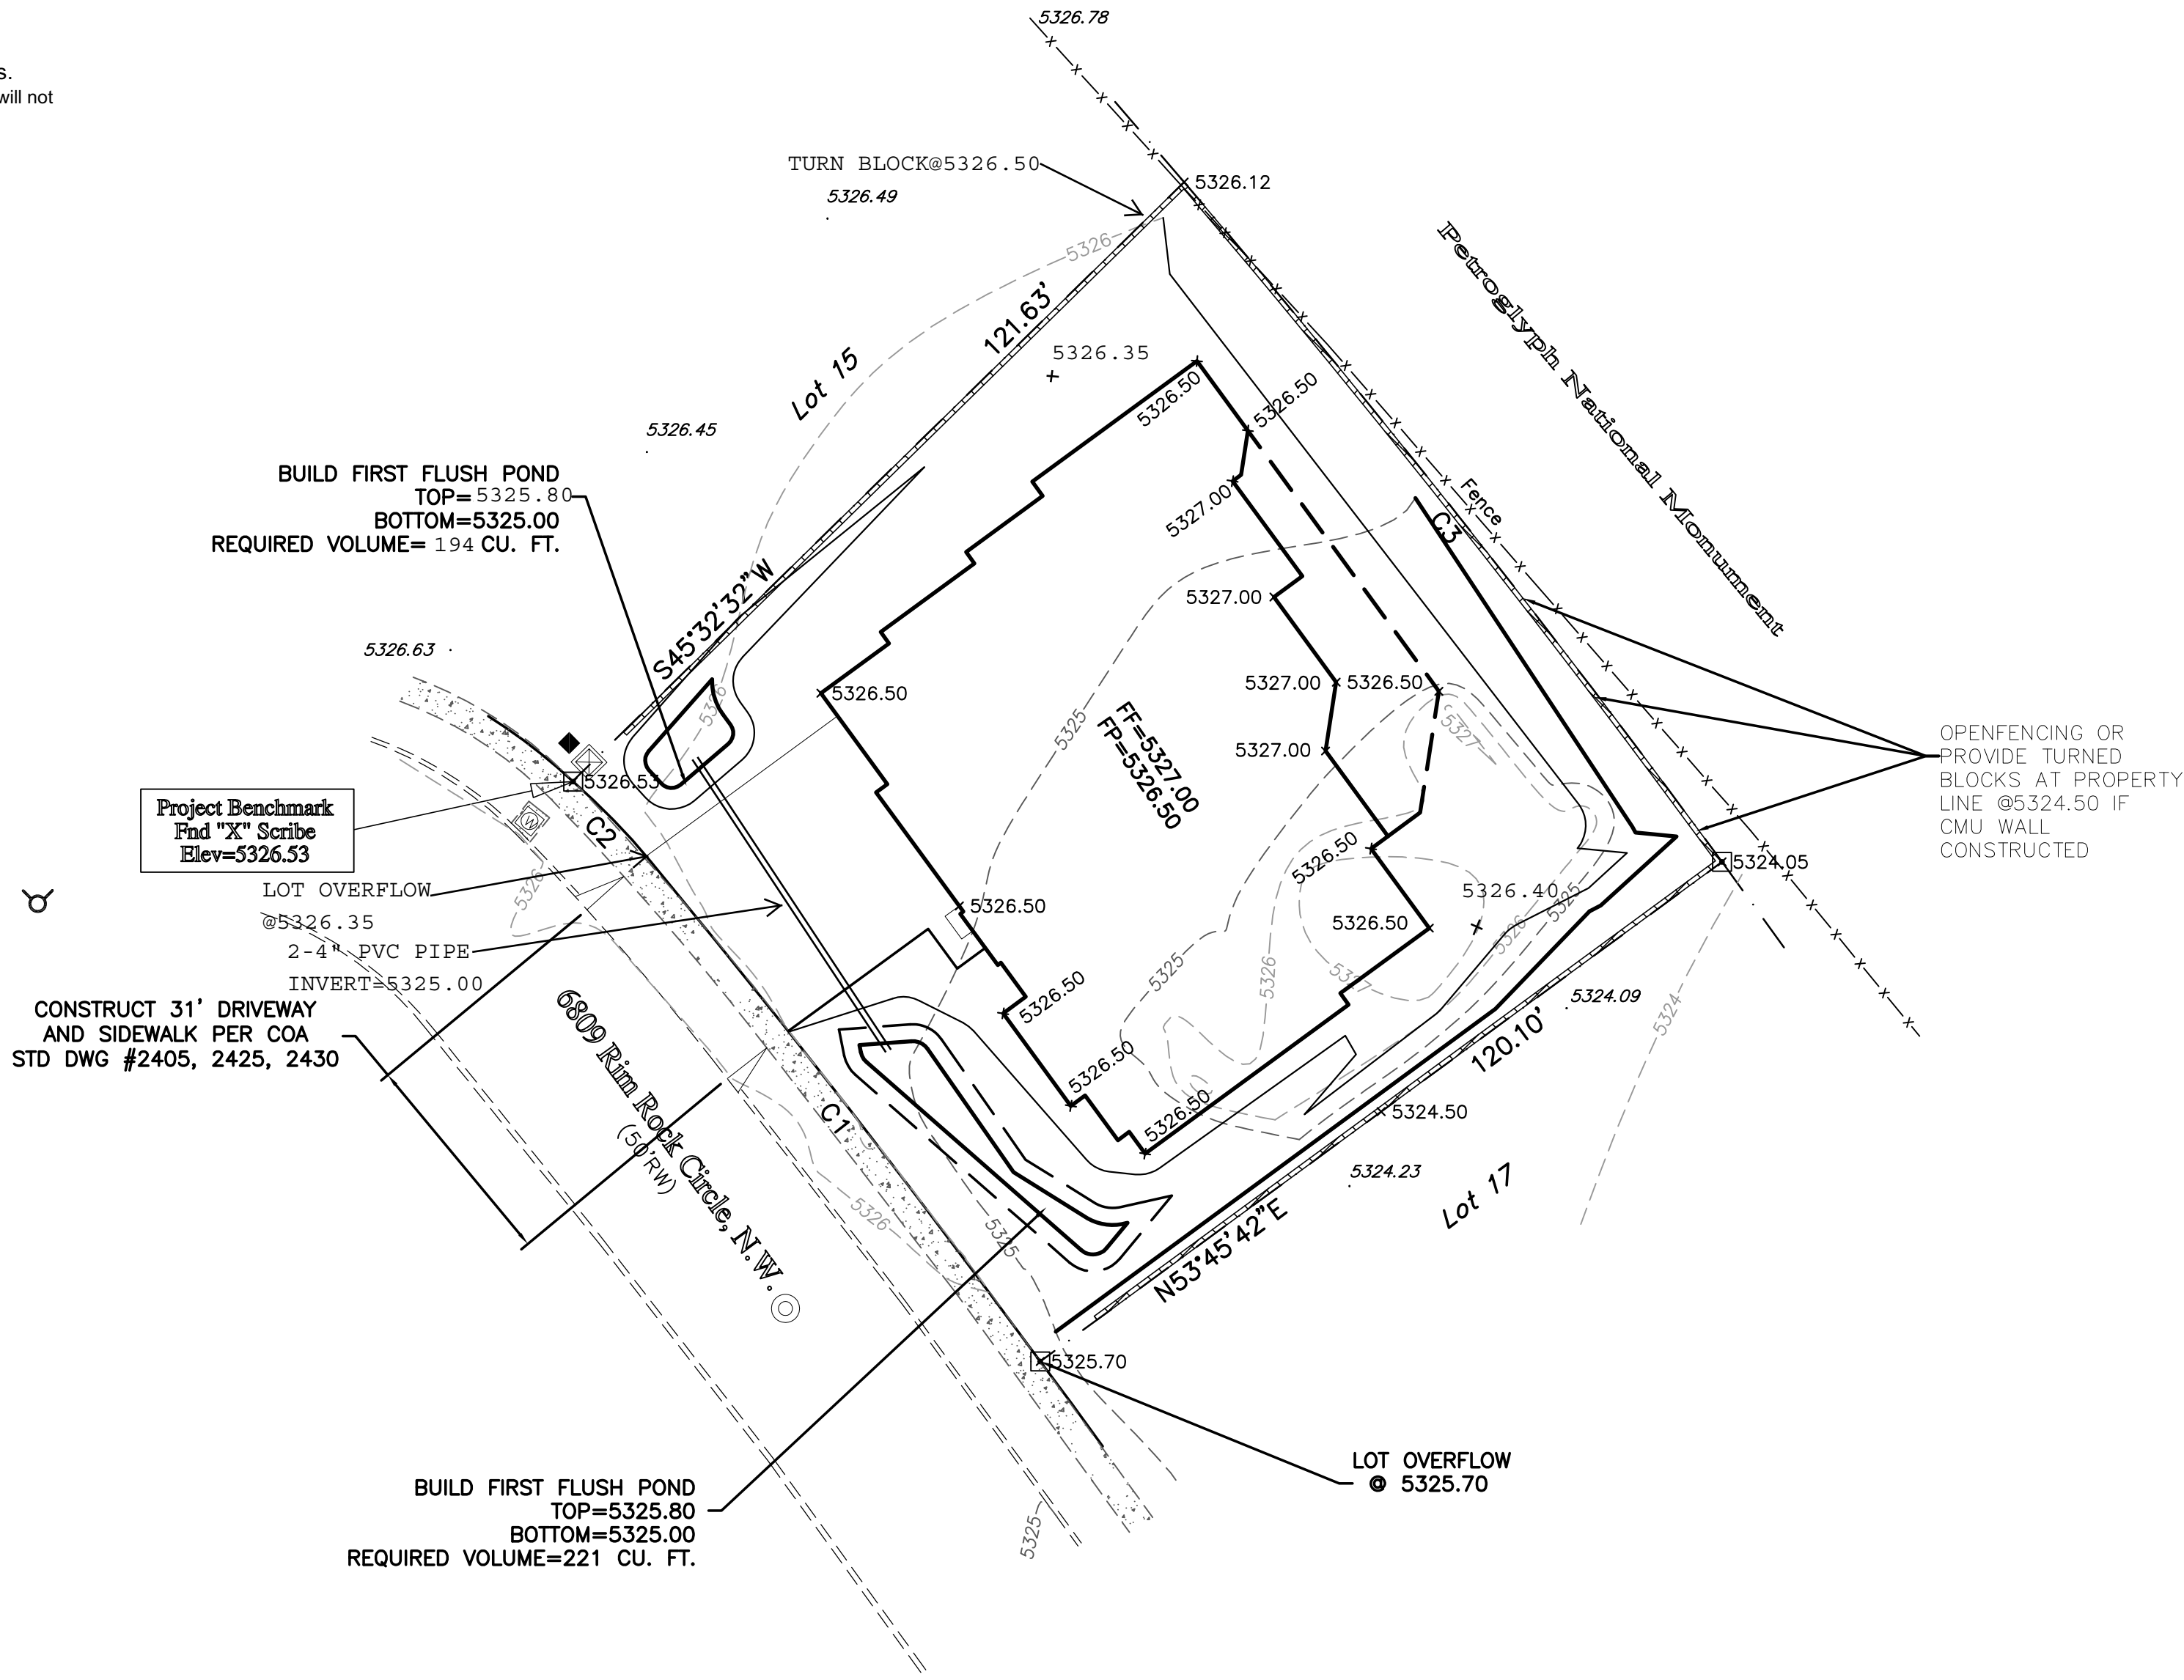 s.
will not
5326.78
TURN BLOCK@5326.50
5326.12
5326.49
5326
Petroglyph National Monument
121.63'
Lot 15
5326.35
5326.50
5326.50
5326.45
BUILD FIRST FLUSH POND
TOP= 5325.80
BOTTOM=5325.00
REQUIRED VOLUME= 194 CU. FT.
Fence
C3
5327.00
5327.00
S45°32'32"W
5326.63
5326
5326.50
5327.00
5326.50
5325
FF=5327.00
FP=5326.50
5327.00
5327
OPENFENCING OR
PROVIDE TURNED
BLOCKS AT PROPERTY
LINE @5324.50 IF
CMU WALL
CONSTRUCTED
5326.53
Project Benchmark
Fnd "X" Scribe
Elev=5326.53
W
C2
5326
LOT OVERFLOW
@5326.35
2-4" PVC PIPE
INVERT=5325.00
5326.50
5326.50
5324.05
5326.40
5325
5326
5326.50
5325
5326
5327
5326.50
5324.09
5324
CONSTRUCT 31' DRIVEWAY
AND SIDEWALK PER COA
STD DWG #2405, 2425, 2430
6809 Rim Rock Circle, N.W.
(50'RW)
C1
5326.50
5326.50
120.10'
5324.50
5324.23
Lot 17
N53°45'42"E
5326
5325
5325.70
LOT OVERFLOW
@ 5325.70
BUILD FIRST FLUSH POND
TOP=5325.80
BOTTOM=5325.00
REQUIRED VOLUME=221 CU. FT.
5325